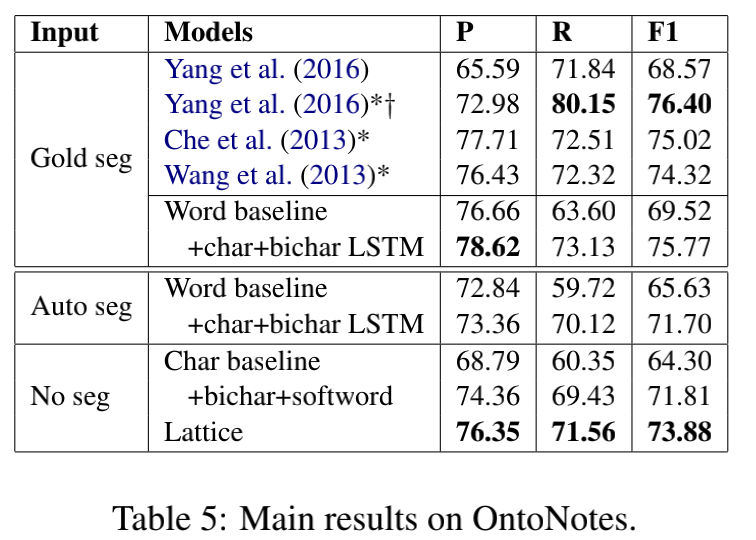 Input Models P R F1
Yang et al. (2016) 65.59 71.84 68.57
Yang et al. (2016)*† 72.98 80.15 76.40
Che et al. (2013)* 77.71 72.51 75.02
Gold seg
Wang et al. (2013)* 76.43 72.32 74.32
Word baseline 76.66 63.60 69.52
+char+bichar LSTM 78.62 73.13 75.77
Auto seg
Word baseline 72.84 59.72 65.63
+char+bichar LSTM 73.36 70.12 71.70
Char baseline 68.79 60.35 64.30
No seg +bichar+softword 74.36 69.43 71.81
Lattice 76.35 71.56 73.88
Table 5: Main results on OntoNotes.